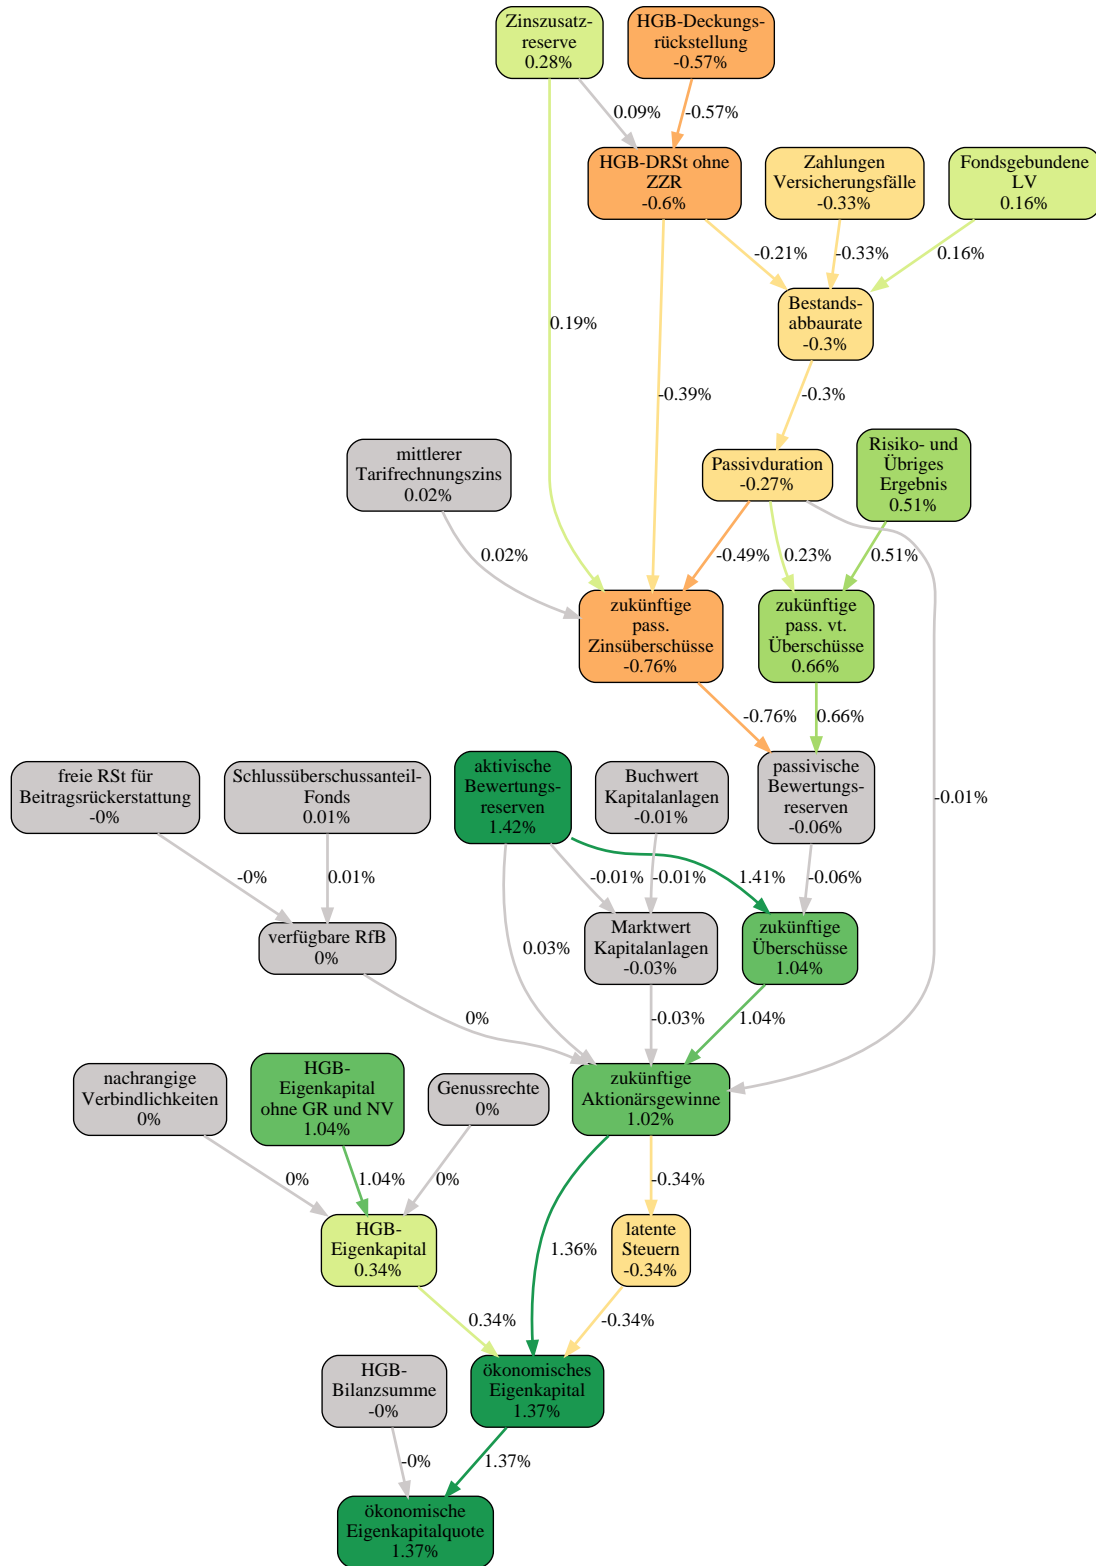 Zinszusatz-
reserve
0.28%
HGB-Deckungs-
rückstellung
-0.57%
0.09%
-0.57%
HGB-DRSt ohne
ZZR
-0.6%
Zahlungen
Versicherungsfälle
-0.33%
Fondsgebundene
LV
0.16%
-0.21%
-0.33%
0.16%
Bestands-
abbaurate
-0.3%
0.19%
-0.39%
-0.3%
mittlerer
Tarifrechnungszins
0.02%
Passivduration
-0.27%
Risiko- und
Übriges
Ergebnis
0.51%
0.02%
-0.49%
0.23%
0.51%
zukünftige
pass.
Zinsüberschüsse
-0.76%
zukünftige
pass. vt.
Überschüsse
0.66%
-0.76%
0.66%
freie RSt für
Beitragsrückerstattung
-0%
Schlussüberschussanteil-
Fonds
0.01%
aktivische
Bewertungs-
reserven
1.42%
Buchwert
Kapitalanlagen
-0.01%
passivische
Bewertungs-
reserven
-0.06%
-0.01%
-0%
0.01%
-0.01%
-0.01%
1.41%
-0.06%
verfügbare RfB
0%
0.03%
Marktwert
Kapitalanlagen
-0.03%
zukünftige
Überschüsse
1.04%
0%
-0.03%
1.04%
nachrangige
Verbindlichkeiten
0%
HGB-
Eigenkapital
ohne GR und NV
1.04%
Genussrechte
0%
zukünftige
Aktionärsgewinne
1.02%
0%
1.04%
0%
-0.34%
HGB-
Eigenkapital
0.34%
1.36%
latente
Steuern
-0.34%
0.34%
-0.34%
HGB-
Bilanzsumme
-0%
ökonomisches
Eigenkapital
1.37%
-0%
1.37%
ökonomische
Eigenkapitalquote
1.37%